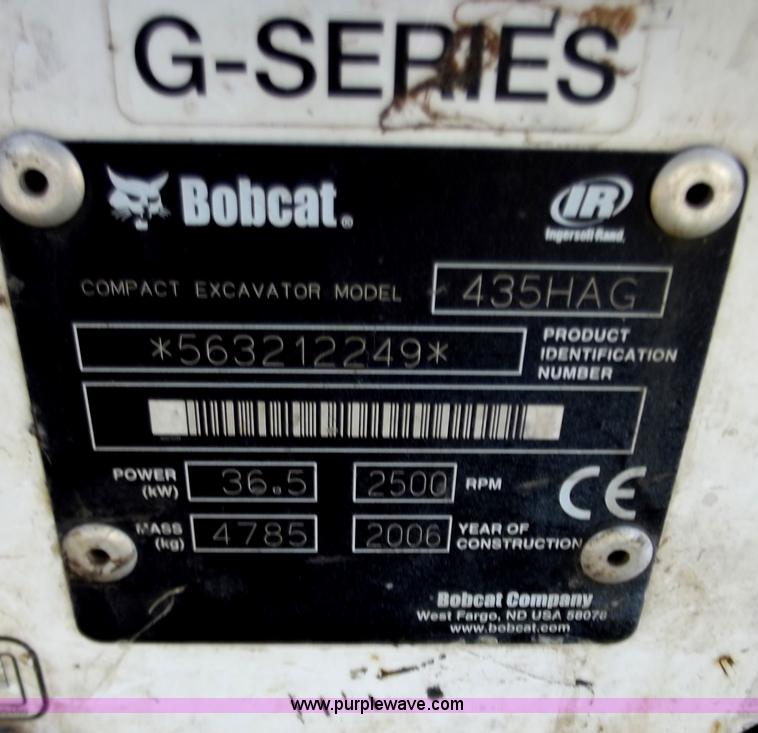 G-SERIES
Bobcat®
IR
Ingersoll Rand
COMPACT EXCAVATOR MODEL 435HAG
*563212249*
PRODUCT
IDENTIFICATION
NUMBER
POWER (kW) 36.5 2500 RPM
MASS (kg) 4785 2006 YEAR OF CONSTRUCTION
CE
Bobcat Company
West Fargo, ND USA 58078
www.bobcat.com
www.purplewave.com